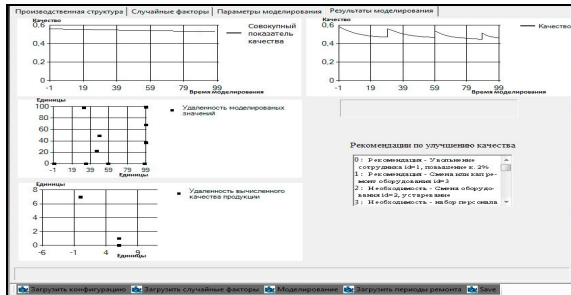 Производственная структура Случайные факторы Параметры моделирования Результаты моделирования
Качество
0,6
0,4
0,2
0
-1 19 39 59 79 99
Время моделирования
Совокупный
показатель
качества
Качество
0,6
0,4
0,2
0
-1 19 39 59 79 99
Время моделирования
Качество
Единицы
100
80
60
40
20
0
-1 19 39 59 79 99
Единицы
Удаленность моделированых
значений
Единицы
8
6
4
2
0
-6 -1 4 9
Единицы
Удаленность вычисленного
качества продукции
Рекомендации по улучшению качества
0: Рекомендация - Увольнение
сотрудника id=1, повышение к. 2%
1: Рекомендация - Смена или кап ре-
монт оборудования id=3
2: Необходимость - Смена оборудо-
вания id=2, устаревание
3: Необходимость - набор персонала
Загрузить конфигурацию Загрузить случайные факторы Моделирование Загрузить периоды ремонта Save